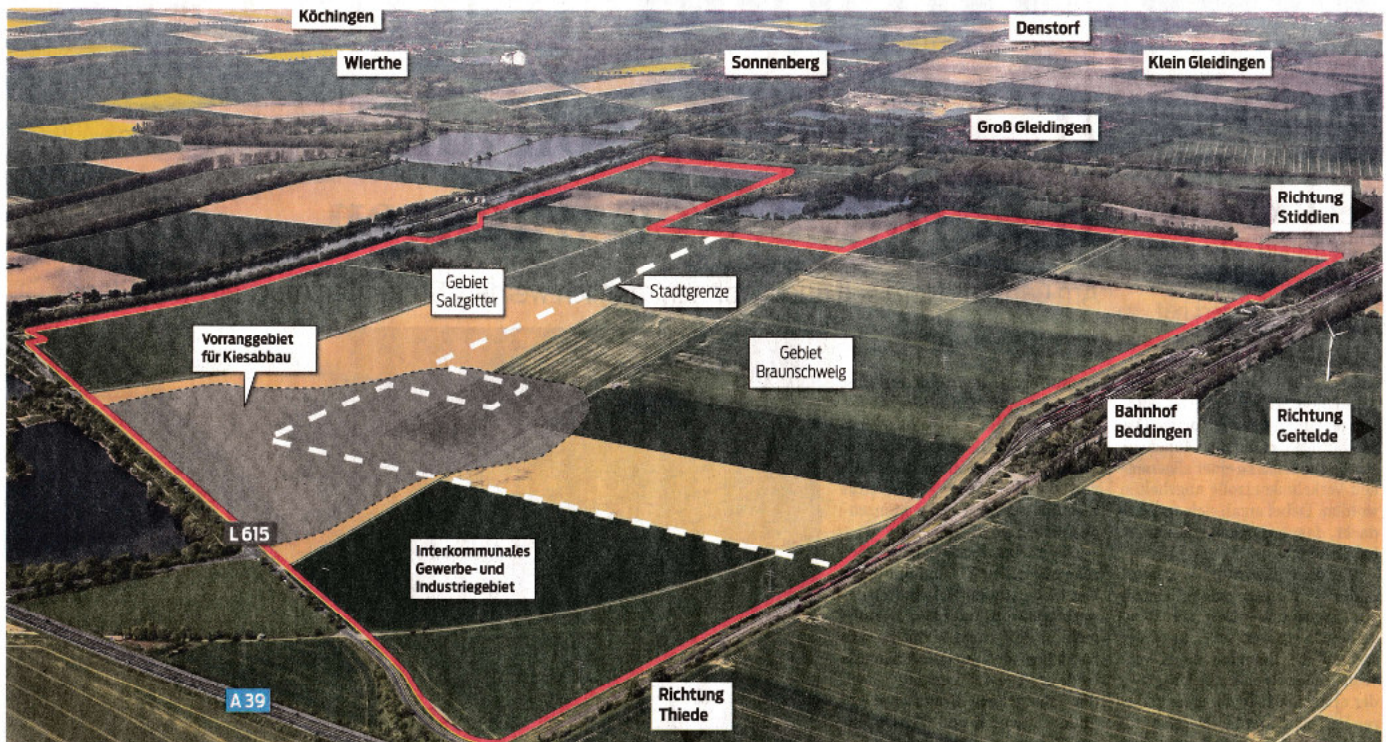 Köchingen
Denstorf
Wierthe
Sonnenberg
Klein Gleidingen
Groß Gleidingen
Richtung
Stiddien
Gebiet
Salzgitter
Stadtgrenze
Vorranggebiet
für Kiesabbau
Gebiet
Braunschweig
Bahnhof
Beddingen
Richtung
Geitelde
L 615
Interkommunales
Gewerbe- und
Industriegebiet
A 39
Richtung
Thiede